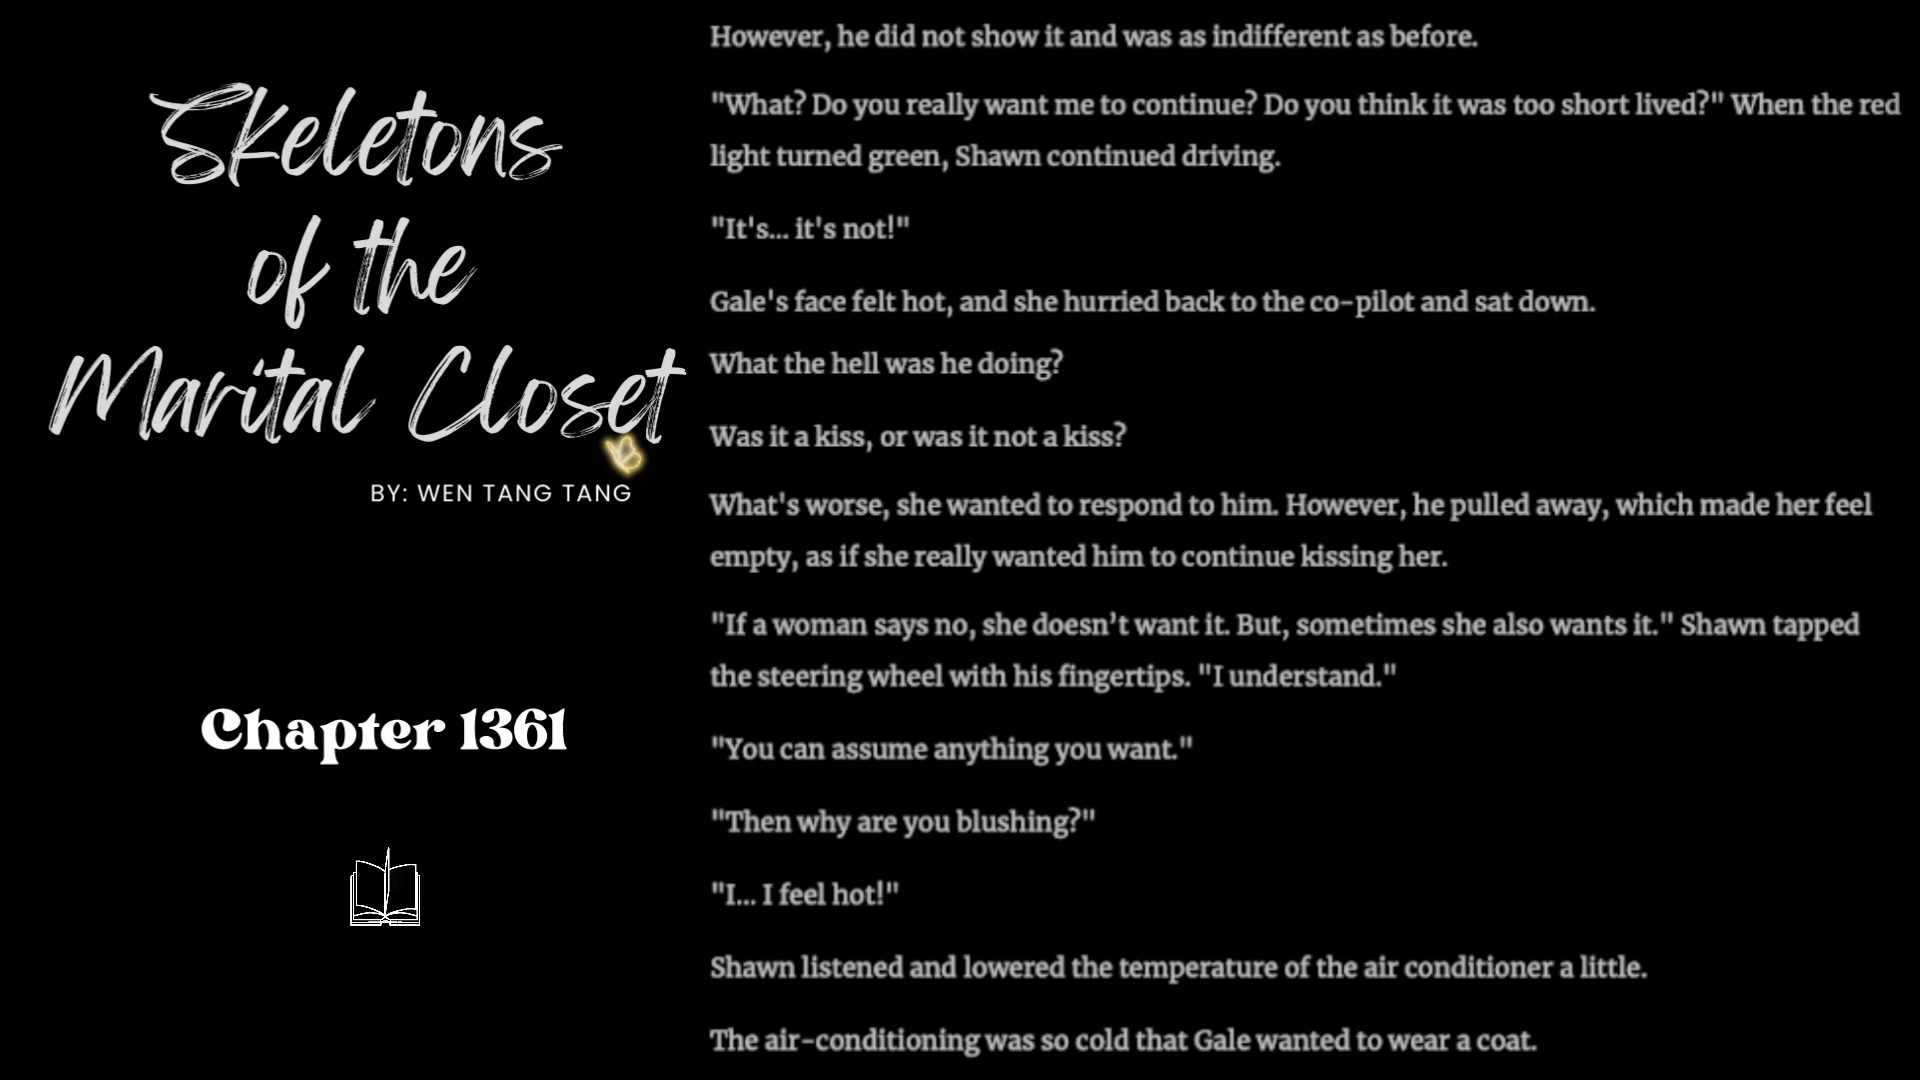 Skeletons
of the
Marital Closet
BY: WEN TANG TANG
Chapter 1361
However, he did not show it and was as indifferent as before.
"What? Do you really want me to continue? Do you think it was too short lived?" When the red
light turned green, Shawn continued driving.
"It's... it's not!"
Gale's face felt hot, and she hurried back to the co-pilot and sat down.
What the hell was he doing?
Was it a kiss, or was it not a kiss?
What's worse, she wanted to respond to him. However, he pulled away, which made her feel
empty, as if she really wanted him to continue kissing her.
"If a woman says no, she doesn’t want it. But, sometimes she also wants it." Shawn tapped
the steering wheel with his fingertips. "I understand."
"You can assume anything you want."
"Then why are you blushing?"
"I... I feel hot!"
Shawn listened and lowered the temperature of the air conditioner a little.
The air-conditioning was so cold that Gale wanted to wear a coat.